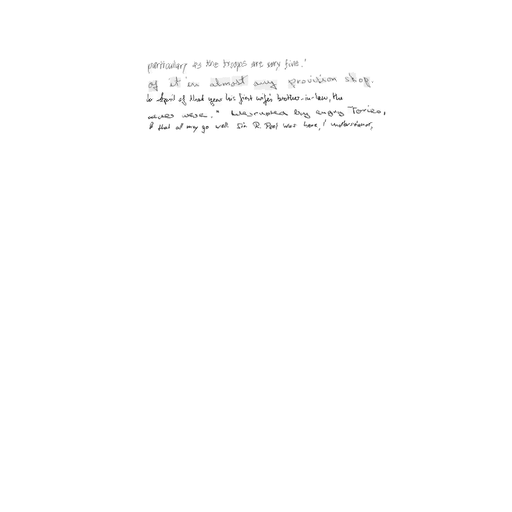 particularly as the troops are very fine.'
of it in almost any provision shop.
In April of that year his first wife's brother-in-law, the
wives were." Interrupted by angry Tories,
that all may go well. Sir R. Peel was here, I understand,